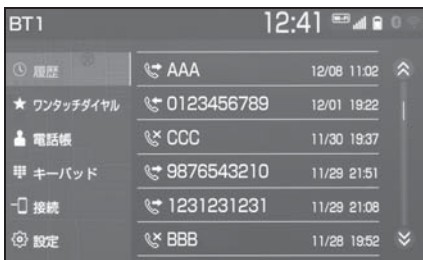 BT1 12:41 Wi-Fi
履歴
ワンタッチダイヤル
電話帳
キーパッド
接続
設定
AAA 12/08 11:02
0123456789 12/01 19:22
CCC 11/30 19:37
9876543210 11/29 21:51
1231231231 11/29 21:08
BBB 11/28 19:52